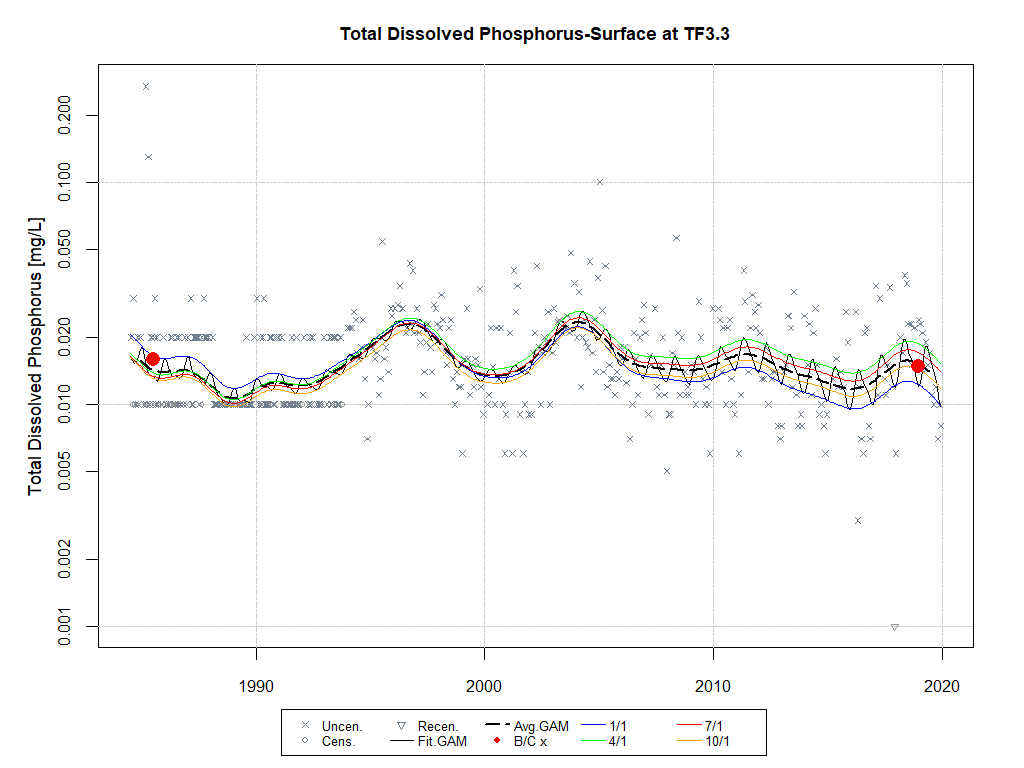 Total Dissolved Phosphorus-Surface at TF3.3
Total Dissolved Phosphorus [mg/L]
0.200
0.100
0.050
0.020
0.010
0.005
0.002
0.001
1990 2000 2010 2020
Uncen. Recen. Avg.GAM 1/1 7/1
Cens. Fit.GAM B/C x 4/1 10/1